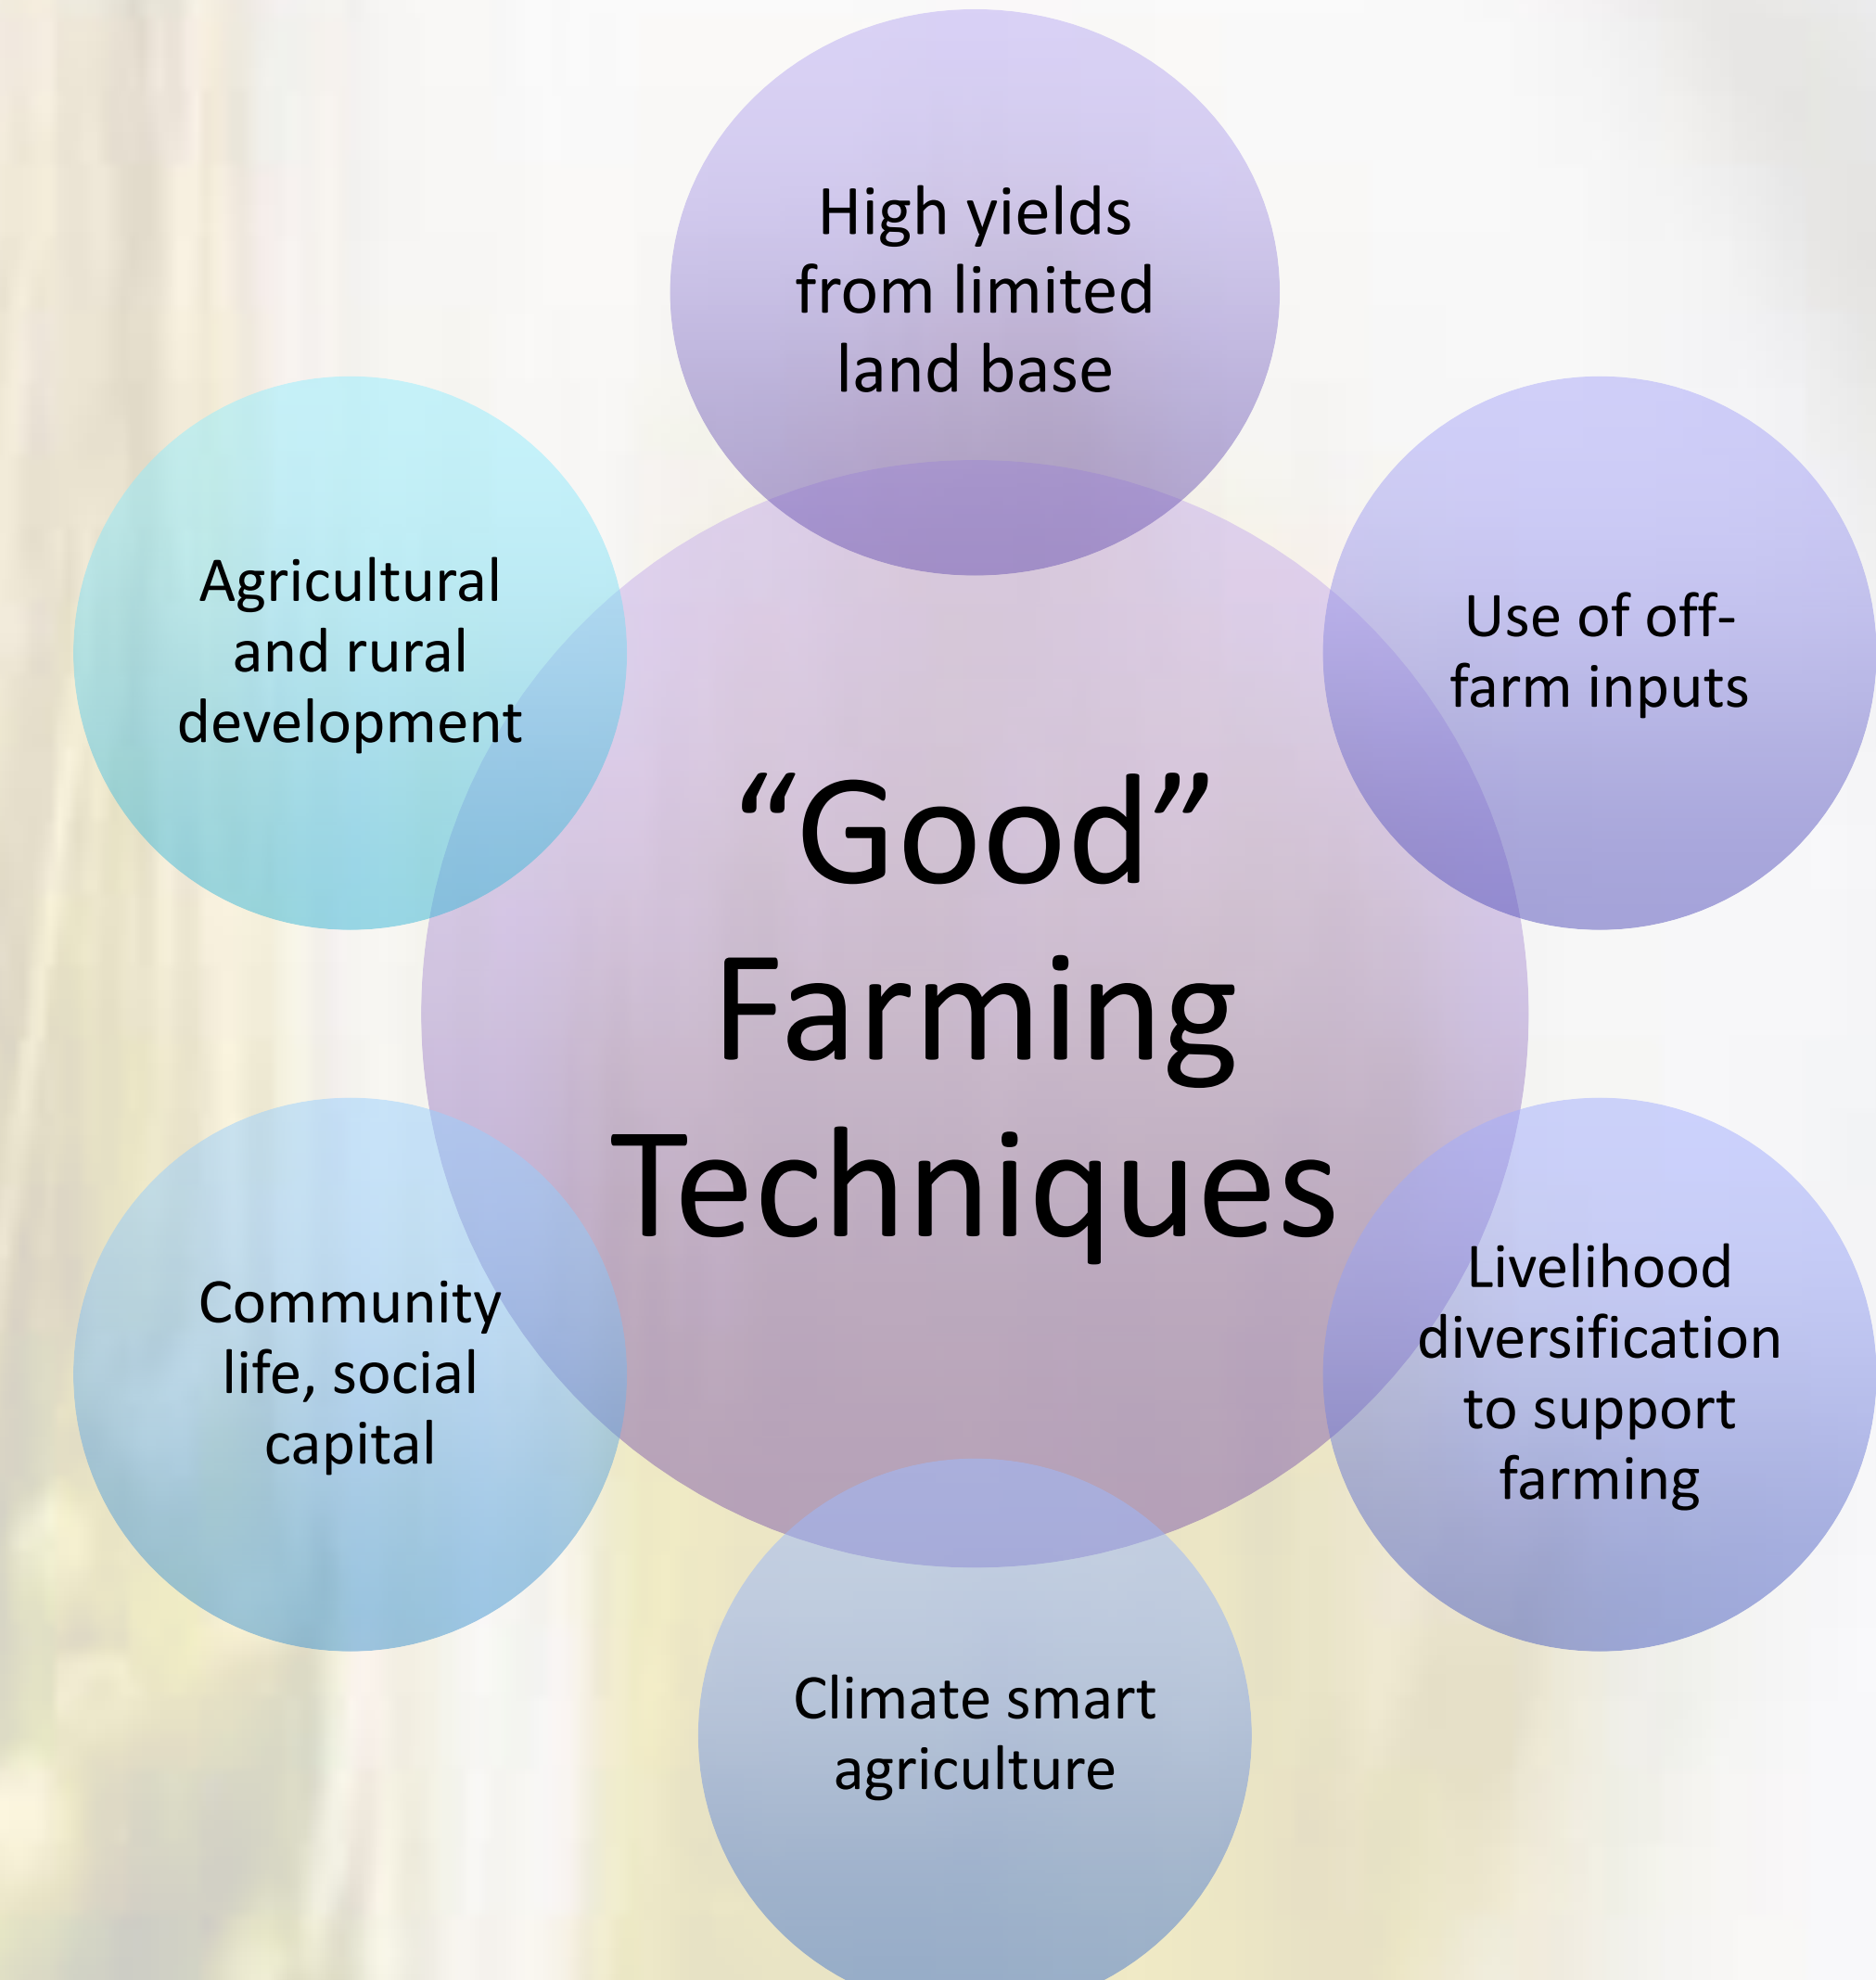 High yields
from limited
land base
Use of off-
farm inputs
Livelihood
diversification
to support
farming
Climate smart
agriculture
Community
life, social
capital
Agricultural
and rural
development
“Good”
Farming
Techniques